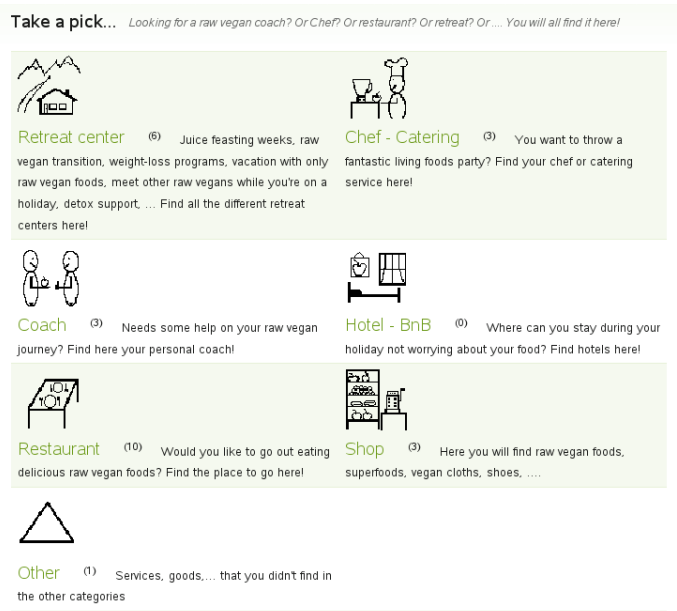 Take a pick... Looking for a raw vegan coach? Or Chef? Or restaurant? Or retreat? Or .... You will all find it here!
Retreat center (6) Juice feasting weeks, raw
vegan transition, weight-loss programs, vacation with only
raw vegan foods, meet other raw vegans while you're on a
holiday, detox support, ... Find all the different retreat
centers here!
Chef - Catering (3) You want to throw a
fantastic living foods party? Find your chef or catering
service here!
Coach (3) Needs some help on your raw vegan
journey? Find here your personal coach!
Hotel - BnB (0) Where can you stay during your
holiday not worrying about your food? Find hotels here!
Restaurant (10) Would you like to go out eating
delicious raw vegan foods? Find the place to go here!
Shop (3) Here you will find raw vegan foods,
superfoods, vegan cloths, shoes, ....
Other (1) Services, goods,... that you didn't find in
the other categories